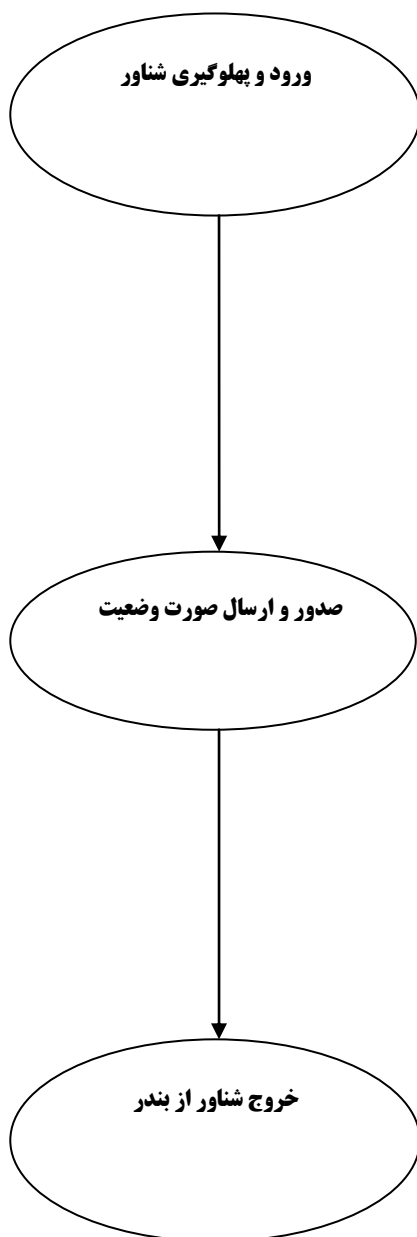 ورود و پهلوگیری شناور
صدور و ارسال صورت وضعیت
خروج شناور از بندر